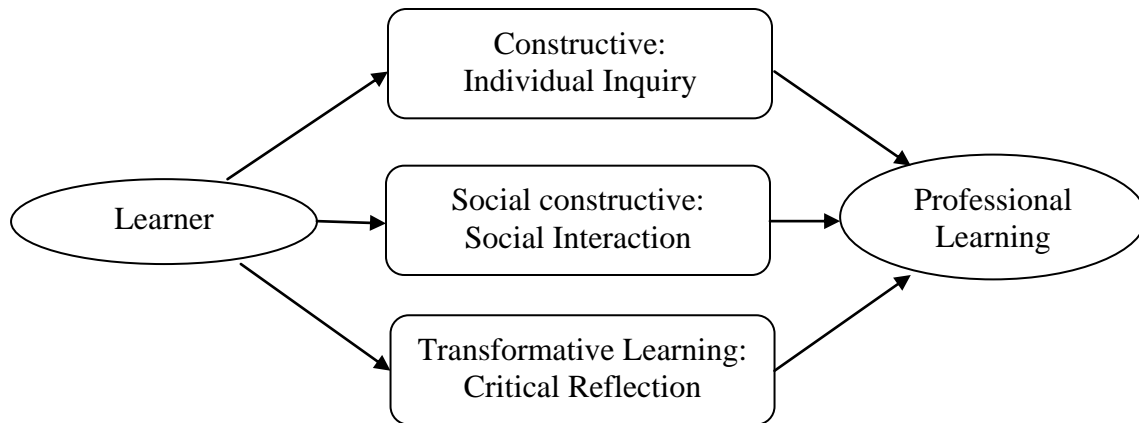 Constructive:
Individual Inquiry
Learner
Social constructive:
Social Interaction
Professional
Learning
Transformative Learning:
Critical Reflection